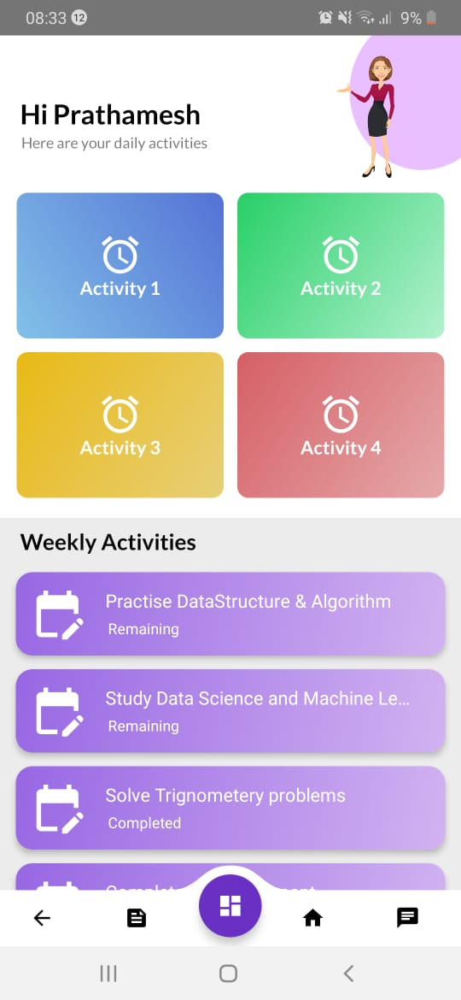 08:33 12 9%
Hi Prathamesh
Here are your daily activities
Activity 1
Activity 2
Activity 3
Activity 4
Weekly Activities
Practise DataStructure & Algorithm
Remaining
Study Data Science and Machine Le...
Remaining
Solve Trignometery problems
Completed